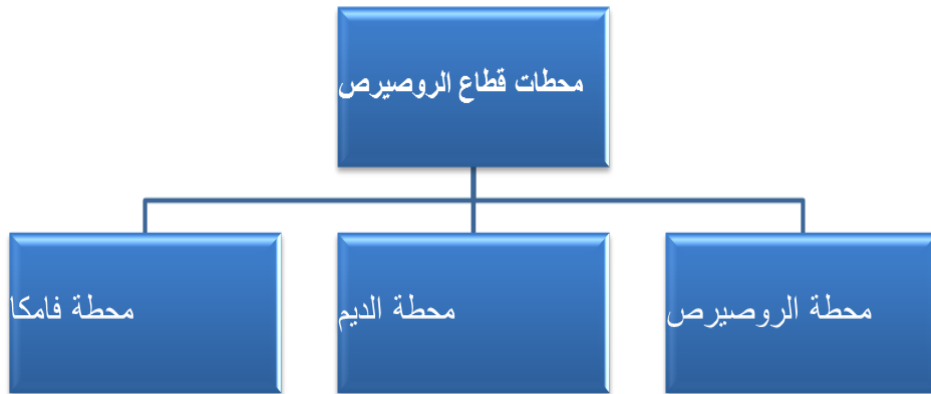 محطات قطاع الروصيرص
محطة الروصيرص
محطة الديم
محطة فامكا